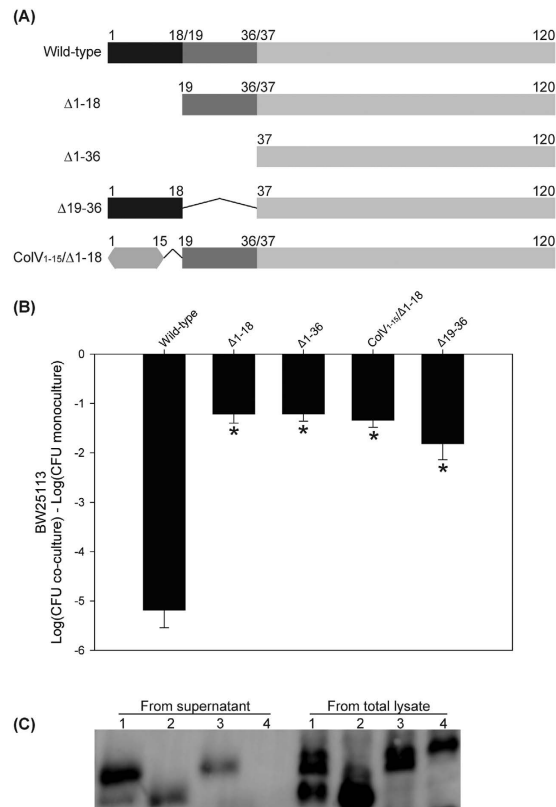 (A)
1 18/19 36/37 120
Wild-type
19 36/37 120
Δ1-18
37 120
Δ1-36
1 18 37 120
Δ19-36
1 15 19 36/37 120
ColV1-15/Δ1-18
(B)
Wild-type Δ1-18 Δ1-36 ColV1-15/Δ1-18 Δ19-36
0
-1
* * * *
-2
-3
-4
-5
-6
BW25113
Log(CFU co-culture) - Log(CFU monoculture)
(C)
From supernatant From total lysate
1 2 3 4 1 2 3 4